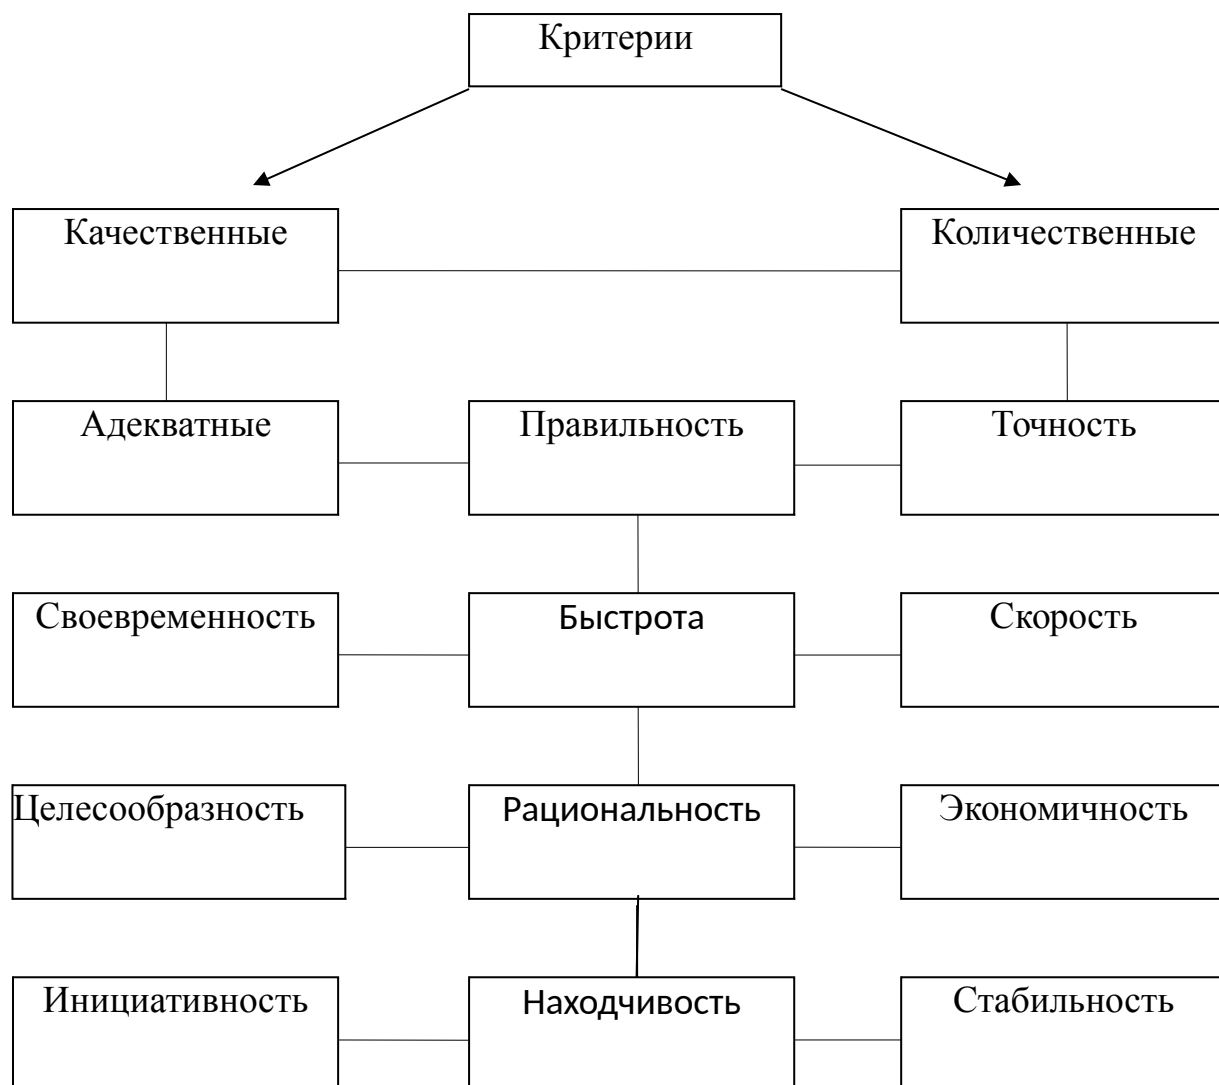 Критерии
Качественные
Количественные
Адекватные
Правильность
Точность
Своевременность
Быстрота
Скорость
Целесообразность
Рациональность
Экономичность
Инициативность
Находчивость
Стабильность